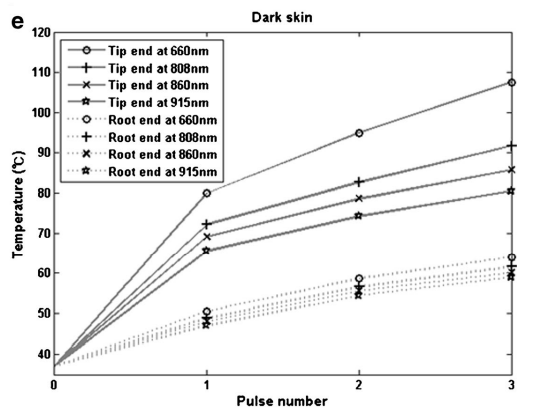 e
Dark skin
120
110
100
90
80
70
60
50
40
Temperature (℃)
Tip end at 660nm
Tip end at 808nm
Tip end at 860nm
Tip end at 915nm
Root end at 660nm
Root end at 808nm
Root end at 860nm
Root end at 915nm
0
1
2
3
Pulse number